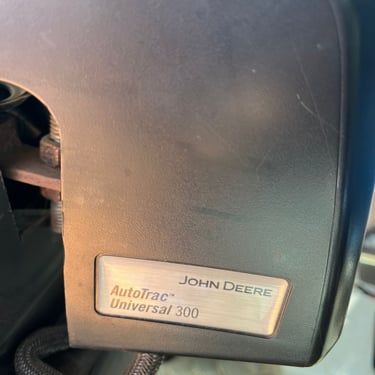 JOHN DEERE
AutoTrac™
Universal 300